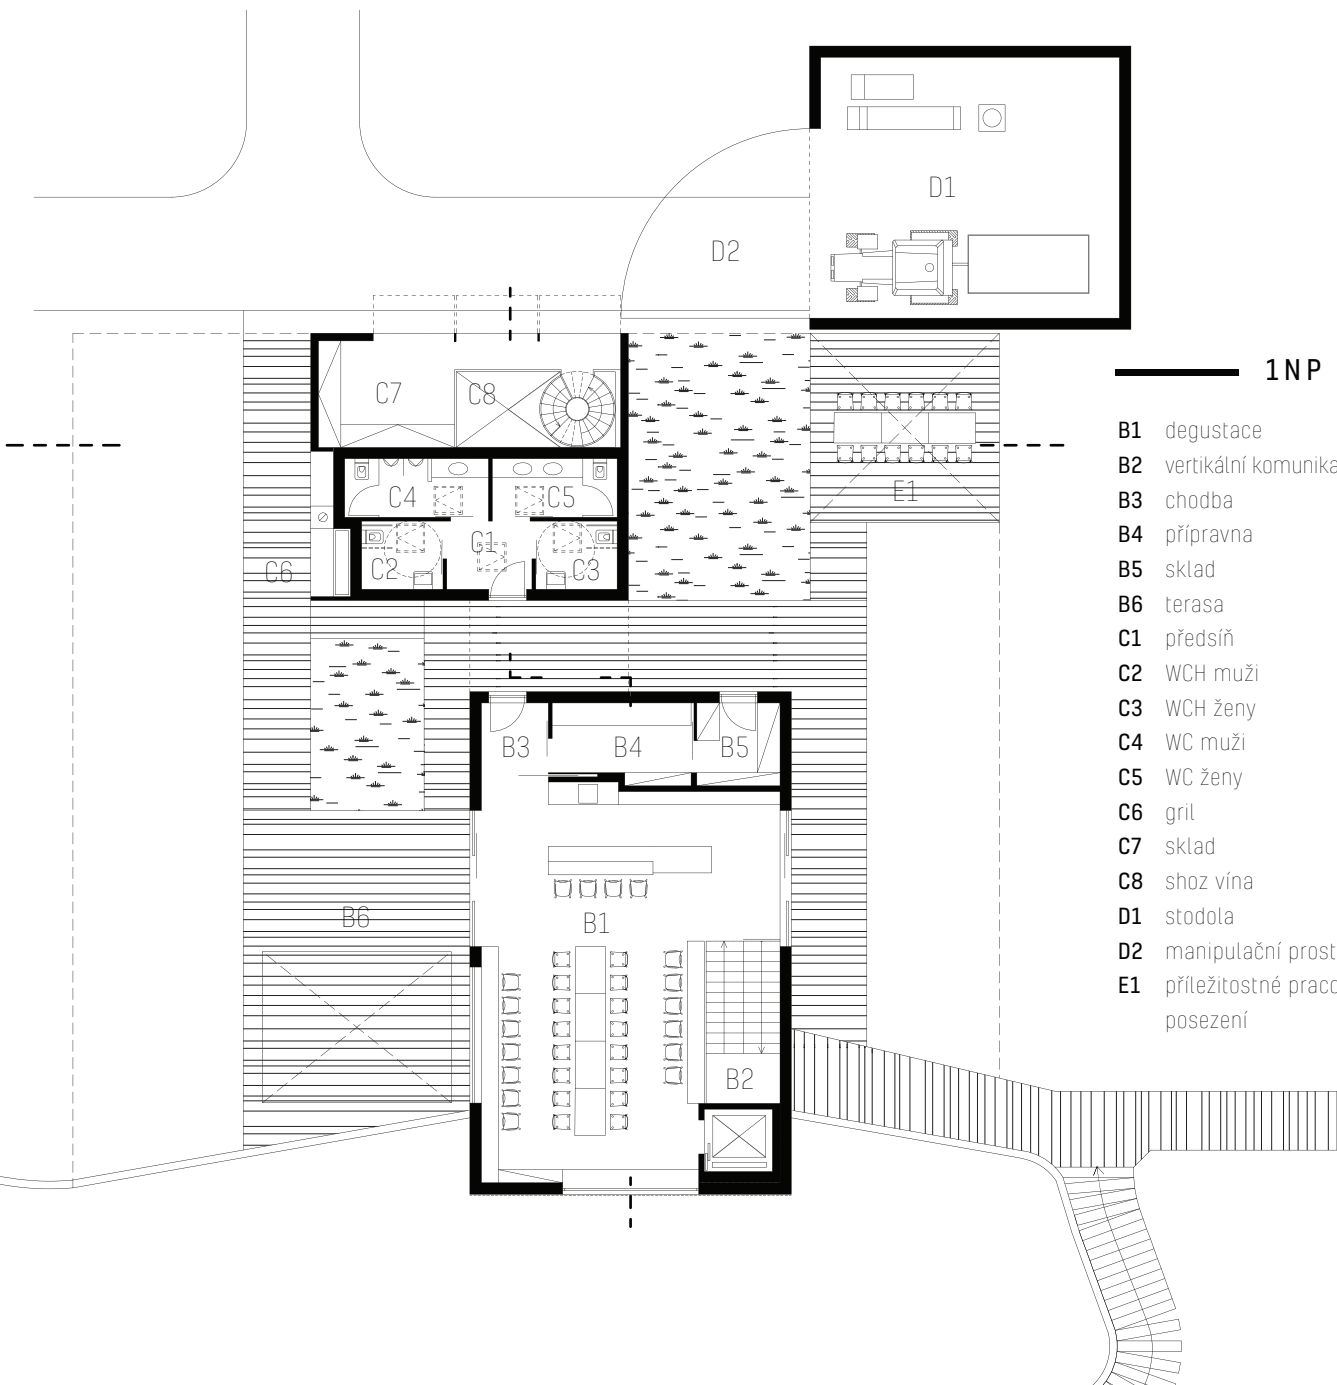 D1
D2
C7
C8
E1
C4
C5
C1
C6
C2
C3
B3
B4
B5
B6
B1
B2
1NP
B1 degustace
B2 vertikální komunika
B3 chodba
B4 přípravna
B5 sklad
B6 terasa
C1 předsíň
C2 WCH muži
C3 WCH ženy
C4 WC muži
C5 WC ženy
C6 gril
C7 sklad
C8 shoz vína
D1 stodola
D2 manipulační prost
E1 příležitostné praco
posezení